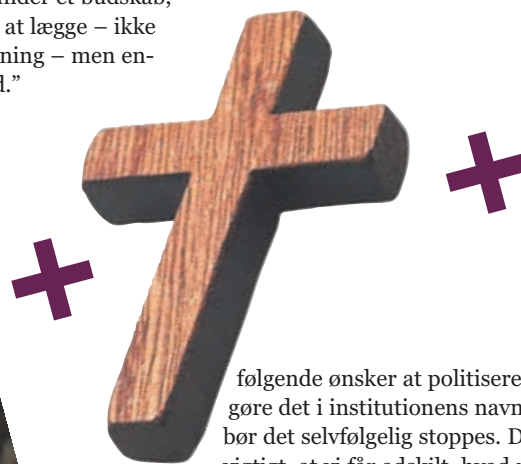 et budskab,
at lægge – ikke
ning – men en-
d.”
følgende ønsker at politisere
gøre det i institutionens navn
bør det selvfølgelig stoppes. D
vigtigt, at vi får adskilt, hvad